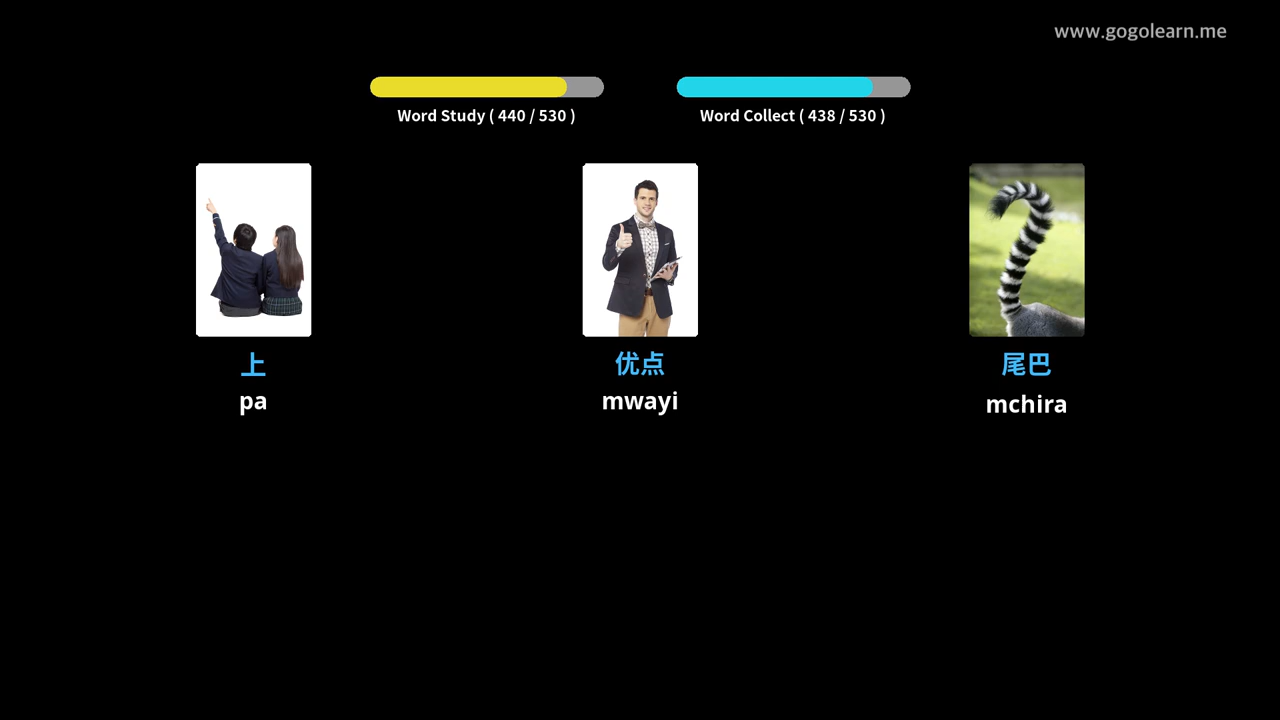 www.gogolearn.me
Word Study ( 440 / 530 )
Word Collect ( 438 / 530 )
上
pa
优点
mwayi
尾巴
mchira